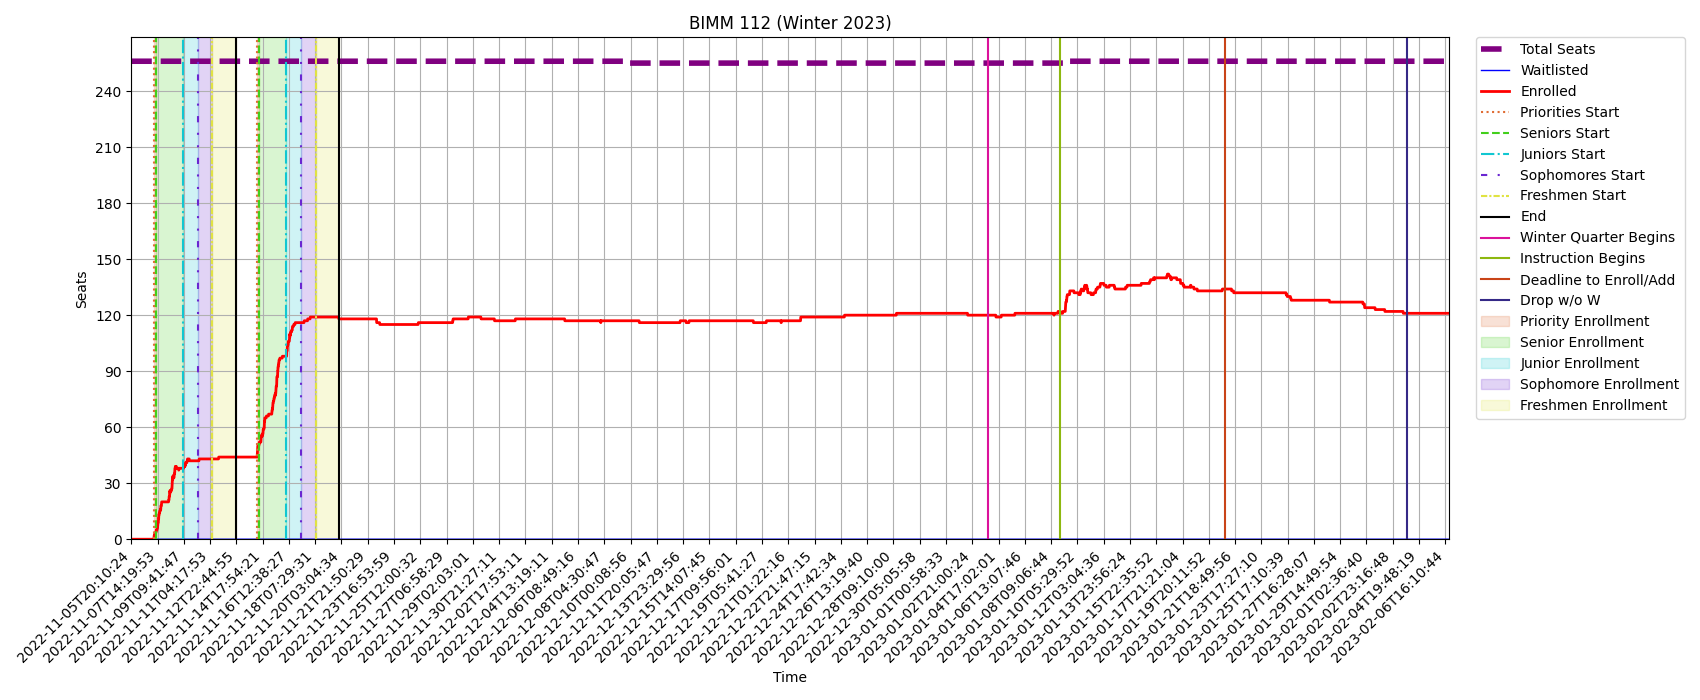 BIMM 112 (Winter 2023)
Seats
240
210
180
150
120
90
60
30
0
2022-11-05T20:10:24
2022-11-07T14:19:53
2022-11-09T09:41:47
2022-11-11T04:17:53
2022-11-12T22:44:55
2022-11-14T17:54:21
2022-11-16T12:38:27
2022-11-18T07:29:31
2022-11-20T03:04:34
2022-11-21T21:50:29
2022-11-23T16:53:59
2022-11-25T12:00:32
2022-11-27T06:58:29
2022-11-29T02:03:01
2022-11-30T21:27:11
2022-12-02T17:53:11
2022-12-04T13:19:11
2022-12-06T08:49:16
2022-12-08T04:30:47
2022-12-10T00:08:56
2022-12-11T20:05:47
2022-12-13T23:29:56
2022-12-15T14:07:45
2022-12-17T09:56:01
2022-12-19T05:41:27
2022-12-21T01:22:16
2022-12-22T21:47:15
2022-12-24T17:42:34
2022-12-26T13:19:40
2022-12-28T09:10:00
2022-12-30T05:05:58
2023-01-01T00:58:33
2023-01-02T21:00:24
2023-01-04T17:02:01
2023-01-06T13:07:46
2023-01-08T09:06:44
2023-01-10T05:29:52
2023-01-12T03:04:36
2023-01-13T23:56:24
2023-01-15T22:35:52
2023-01-17T21:21:04
2023-01-19T20:11:52
2023-01-21T18:49:56
2023-01-23T17:27:10
2023-01-25T17:10:39
2023-01-27T16:28:07
2023-01-29T14:49:54
2023-02-01T02:36:40
2023-02-02T23:16:48
2023-02-04T19:48:19
2023-02-06T16:10:44
Time
Total Seats
Waitlisted
Enrolled
Priorities Start
Seniors Start
Juniors Start
Sophomores Start
Freshmen Start
End
Winter Quarter Begins
Instruction Begins
Deadline to Enroll/Add
Drop w/o W
Priority Enrollment
Senior Enrollment
Junior Enrollment
Sophomore Enrollment
Freshmen Enrollment